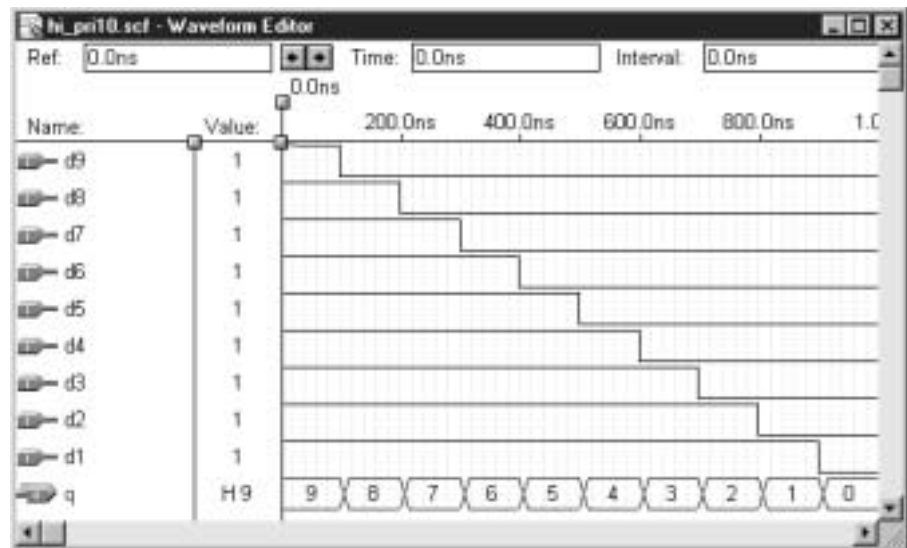 hi_pri10.scf - Waveform Editor
Ref: 0.0ns Time: 0.0ns Interval: 0.0ns
0.0ns
Name: Value: 200.0ns 400.0ns 600.0ns 800.0ns 1.0
d9 1
d8 1
d7 1
d6 1
d5 1
d4 1
d3 1
d2 1
d1 1
q H9 9 8 7 6 5 4 3 2 1 0